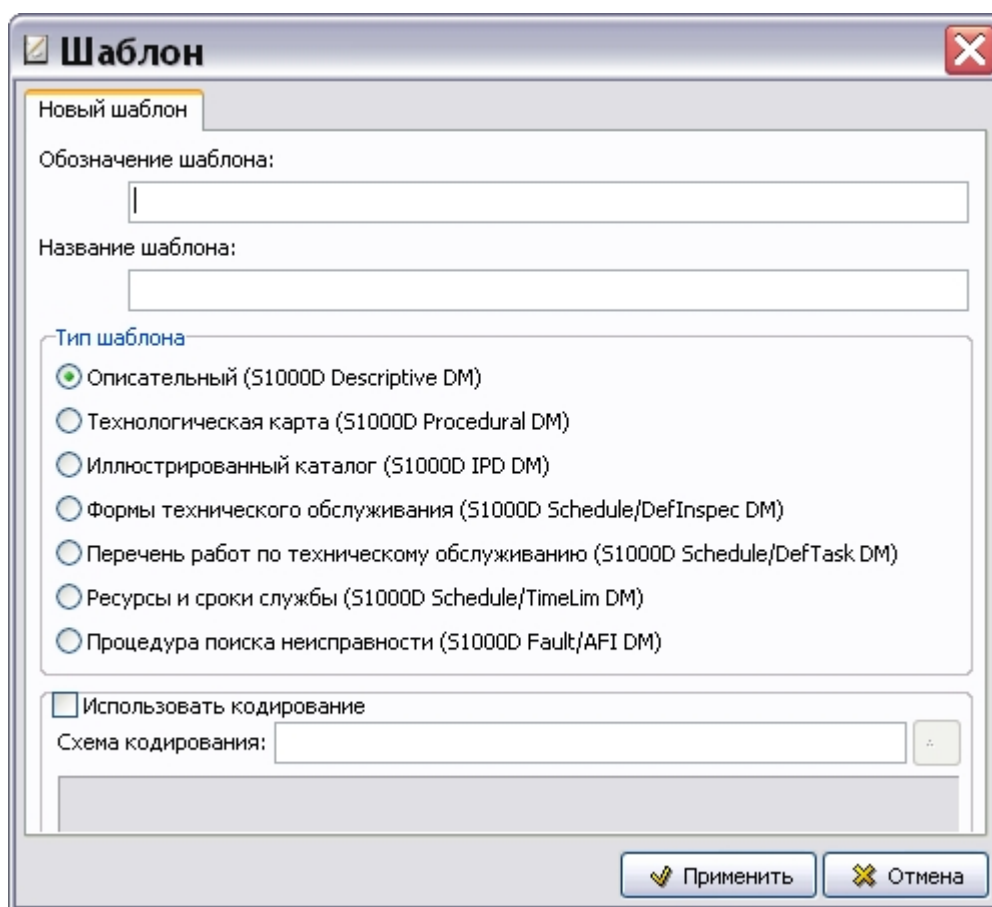 Шаблон
Новый шаблон
Обозначение шаблона:
Название шаблона:
Тип шаблона
Описательный (S1000D Descriptive DM)
Технологическая карта (S1000D Procedural DM)
Иллюстрированный каталог (S1000D IPD DM)
Формы технического обслуживания (S1000D Schedule/DefInspec DM)
Перечень работ по техническому обслуживанию (S1000D Schedule/DefTask DM)
Ресурсы и сроки службы (S1000D Schedule/TimeLim DM)
Процедура поиска неисправности (S1000D Fault/AFI DM)
Использовать кодирование
Схема кодирования:
Применить Отмена